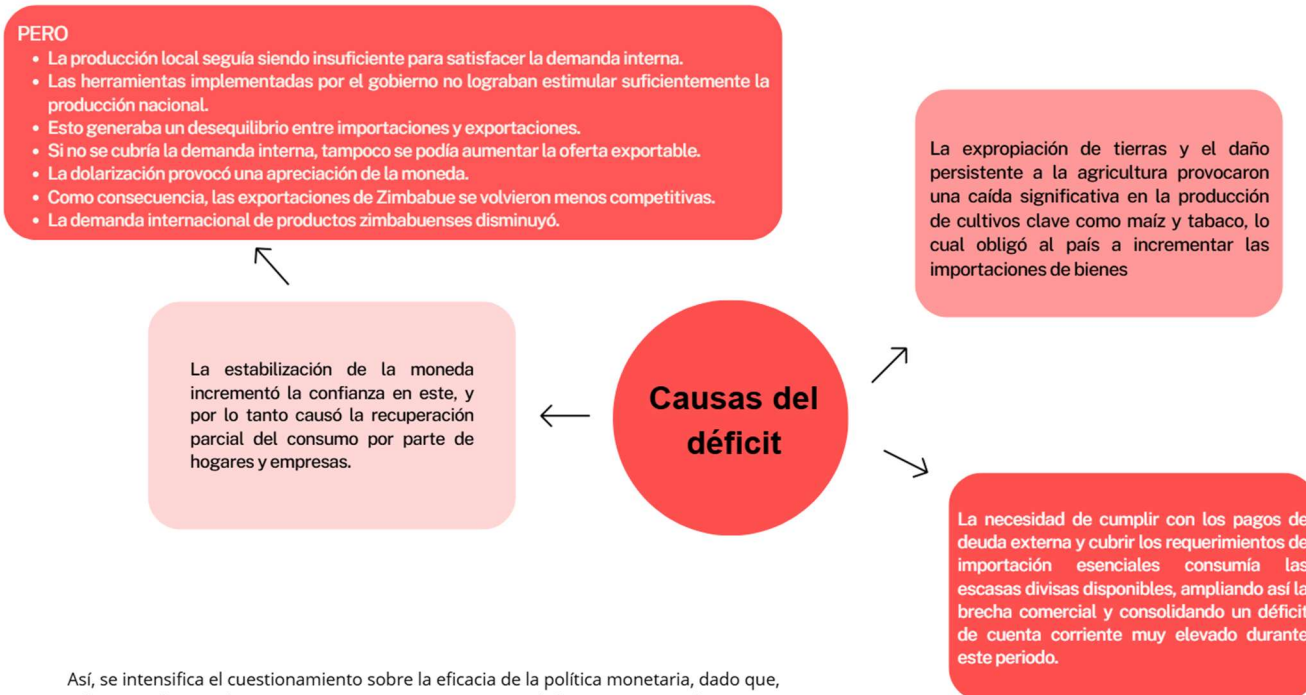 PERO
• La producción local seguía siendo insuficiente para satisfacer la demanda interna.
• Las herramientas implementadas por el gobierno no lograban estimular suficientemente la
producción nacional.
• Esto generaba un desequilibrio entre importaciones y exportaciones.
• Si no se cubría la demanda interna, tampoco se podía aumentar la oferta exportable.
• La dolarización provocó una apreciación de la moneda.
• Como consecuencia, las exportaciones de Zimbabue se volvieron menos competitivas.
• La demanda internacional de productos zimbabuenses disminuyó.
La expropiación de tierras y el daño
persistente a la agricultura provocaron
una caída significativa en la producción
de cultivos clave como maíz y tabaco, lo
cual obligó al país a incrementar las
importaciones de bienes
La estabilización de la moneda
incrementó la confianza en este, y
por lo tanto causó la recuperación
parcial del consumo por parte de
hogares y empresas.
Causas del
déficit
La necesidad de cumplir con los pagos de
deuda externa y cubrir los requerimientos de
importación esenciales consumía las
escasas divisas disponibles, ampliando así la
brecha comercial y consolidando un déficit
de cuenta corriente muy elevado durante
este periodo.
Así, se intensifica el cuestionamiento sobre la eficacia de la política monetaria, dado que,